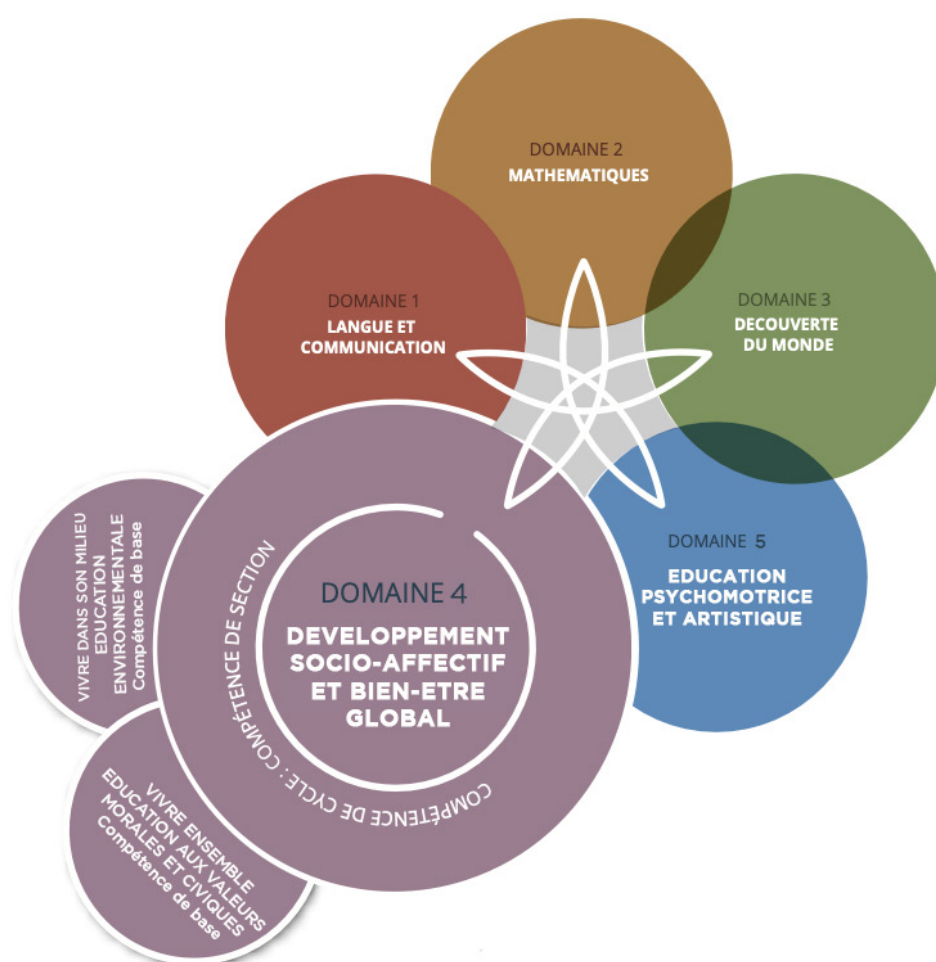 DOMAINE 2
MATHEMATIQUES
DOMAINE 1
LANGUE ET
COMMUNICATION
DOMAINE 3
DECOUVERTE
DU MONDE
DOMAINE 5
EDUCATION
PSYCHOMOTRICE
ET ARTISTIQUE
DOMAINE 4
DEVELOPPEMENT
SOCIO-AFFECTIF
ET BIEN-ETRE
GLOBAL
COMPÉTENCE DE CYCLE : COMPÉTENCE DE SECTION
VIVRE DANS SON MILIEU
EDUCATION
ENVIRONNEMENTALE
Compétence de base
VIVRE ENSEMBLE
EDUCATION AUX VALEURS
MORALES ET CIVIQUES
Compétence de base